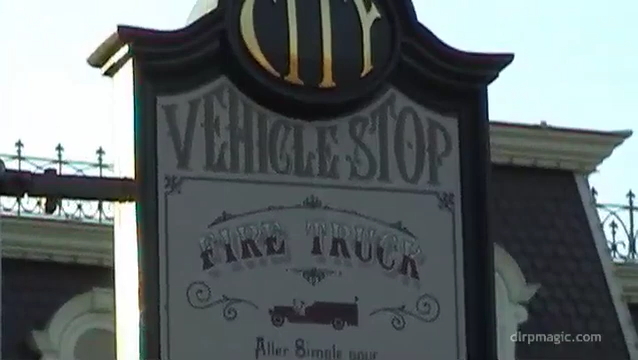 CITY
VEHICLE STOP
FIRE TRUCK
Aller Simple pour
dlrpmagic.com